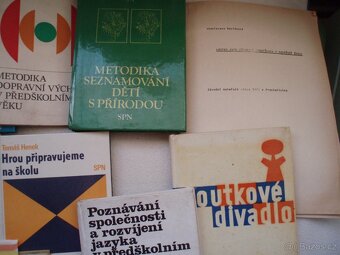 METODIKA
DOPRAVNÍ VÝCH
V PŘEDŠKOLNÍM
VĚKU
METODIKA
SEZNAMOVÁNÍ
DĚTÍ
S PŘÍRODOU
SPN
Tomáš Henek
Hrou připravujeme
na školu
SPN
Poznávání
společnosti
a rozvíjení
jazyka
v předškolním
outkové
divadlo